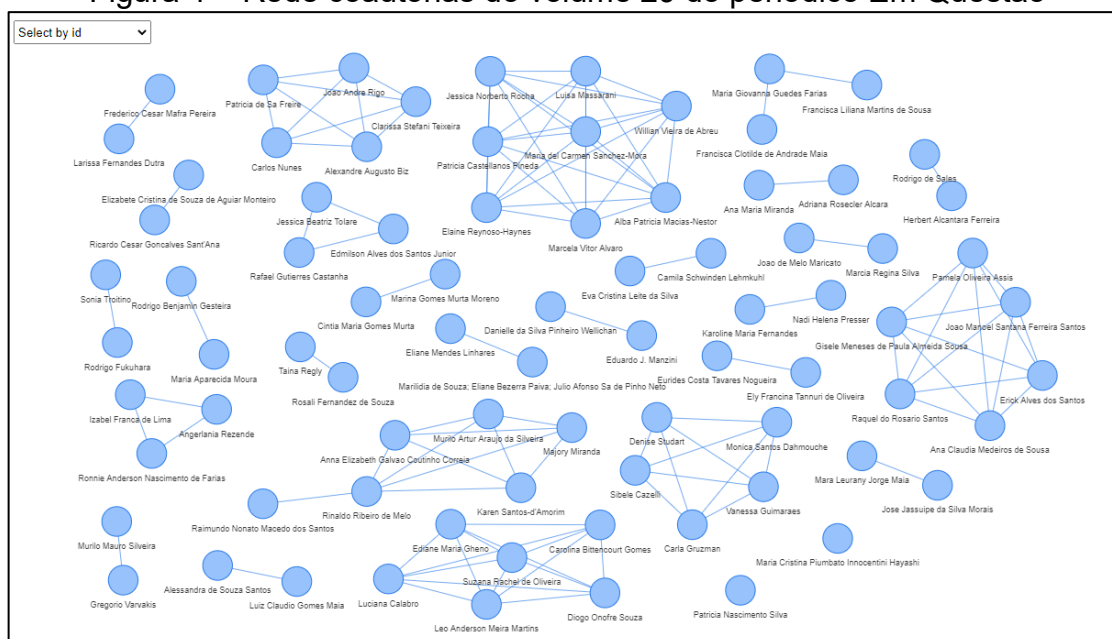 Figura 4 – Rede coautorias do volume 25 do periódico Em Questão
Select by id
Frederico Cesar Mafra Pereira
Larissa Fernandes Dutra
Joao Andre Rigo
Patricia de Sa Freire
Clarissa Stefani Teixeira
Carlos Nunes
Alexandre Augusto Biz
Jessica Norberto Rocha
Luisa Massarani
Willian Vieira de Abreu
Patricia Castellanos Pineda
Maria del Carmen Sanchez-Mora
Elaine Reynoso-Haynes
Alba Patricia Macias-Nestor
Marcela Vitor Alvaro
Maria Giovanna Guedes Farias
Francisca Liliana Martins de Sousa
Francisca Clotilde de Andrade Maia
Rodrigo de Sales
Herbert Alcantara Ferreira
Elizabete Cristina de Souza de Aguiar Monteiro
Ricardo Cesar Goncalves Sant'Ana
Jessica Beatriz Tolare
Edmilson Alves dos Santos Junior
Rafael Gutierres Castanha
Ana Maria Miranda
Adriana Rosecler Alcara
Joao de Melo Maricato
Marcia Regina Silva
Camila Schwinden Lehmkuhl
Eva Cristina Leite da Silva
Pamela Oliveira Assis
Joao Manoel Santana Ferreira Santos
Gisele Meneses de Paula Almeida Sousa
Erick Alves dos Santos
Raquel do Rosario Santos
Ana Claudia Medeiros de Sousa
Sonia Troitino
Rodrigo Fukuhara
Rodrigo Benjamin Gesteira
Maria Aparecida Moura
Marina Gomes Murta Moreno
Cintia Maria Gomes Murta
Danielle da Silva Pinheiro Wellichan
Eduardo J. Manzini
Nadi Helena Presser
Karoline Maria Fernandes
Eliane Mendes Linhares
Marilidia de Souza; Eliane Bezerra Paiva; Julio Afonso Sa de Pinho Neto
Eurides Costa Tavares Nogueira
Ely Francina Tannuri de Oliveira
Taina Regly
Rosali Fernandez de Souza
Izabel Franca de Lima
Angerlania Rezende
Ronnie Anderson Nascimento de Farias
Murilo Artur Araujo da Silveira
Majory Miranda
Anna Elizabeth Galvao Coutinho Correia
Karen Santos-d'Amorim
Rinaldo Ribeiro de Melo
Raimundo Nonato Macedo dos Santos
Denise Studart
Monica Santos Dahmouche
Sibele Cazelli
Vanessa Guimaraes
Carla Gruzman
Mara Leurany Jorge Maia
Jose Jassuipe da Silva Morais
Murilo Mauro Silveira
Gregorio Varvakis
Alessandra de Souza Santos
Luiz Claudio Gomes Maia
Ediane Maria Gheno
Carolina Bittencourt Gomes
Suzana Rachel de Oliveira
Luciana Calabro
Diogo Onofre Souza
Leo Anderson Meira Martins
Maria Cristina Piumbato Innocentini Hayashi
Patricia Nascimento Silva